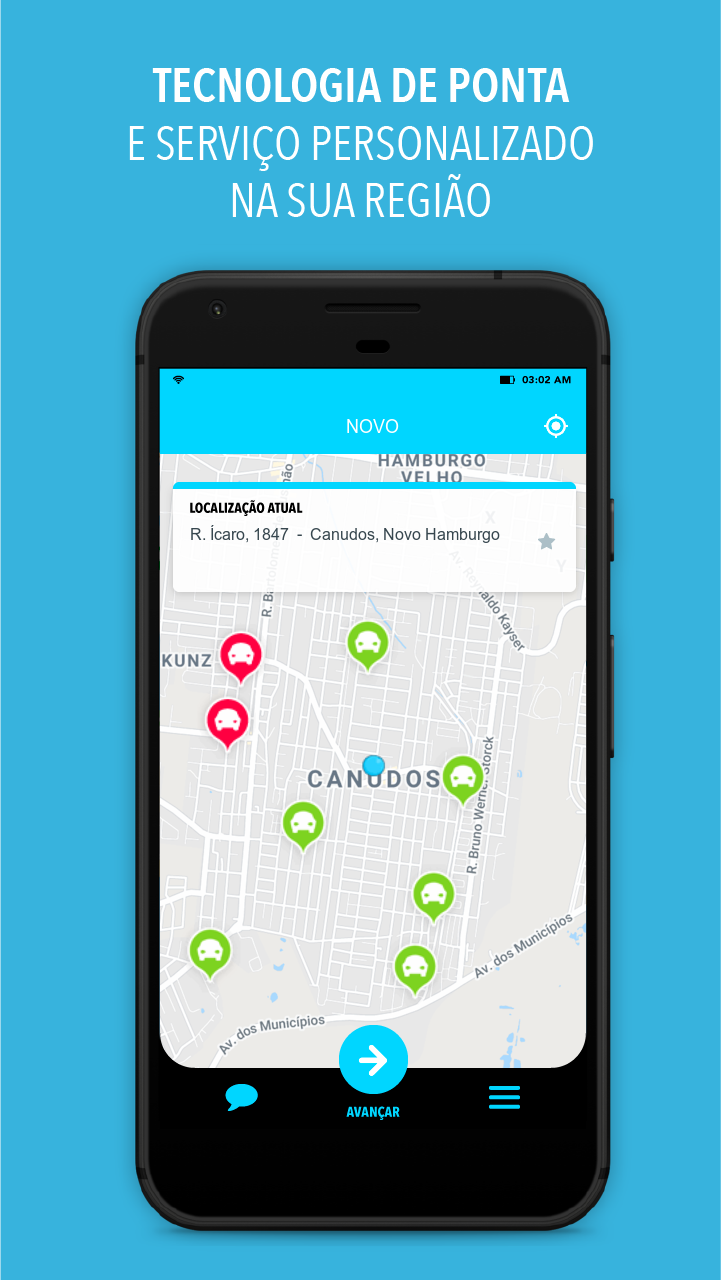 TECNOLOGIA DE PONTA
E SERVIÇO PERSONALIZADO
NA SUA REGIÃO
03:02 AM
NOVO
HAMBURGO
VELHO
LOCALIZAÇÃO ATUAL
R. Ícaro, 1847 - Canudos, Novo Hamburgo
X
Y
Av. Reynaldo Kayser
KUNZ
CANUDOS
R. Bruno Werner Storck
Av. dos Municípios
Av. dos Municípios
AVANÇAR